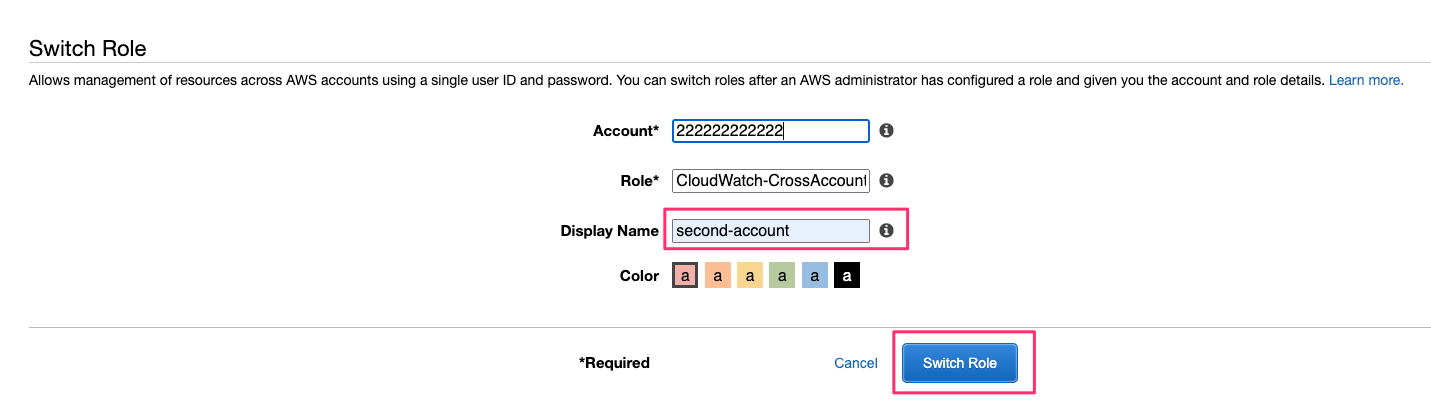 Switch Role
Allows management of resources across AWS accounts using a single user ID and password. You can switch roles after an AWS administrator has configured a role and given you the account and role details. Learn more.
Account* 222222222222
Role* CloudWatch-CrossAccount
Display Name second-account
Color a a a a a a
*Required Cancel Switch Role